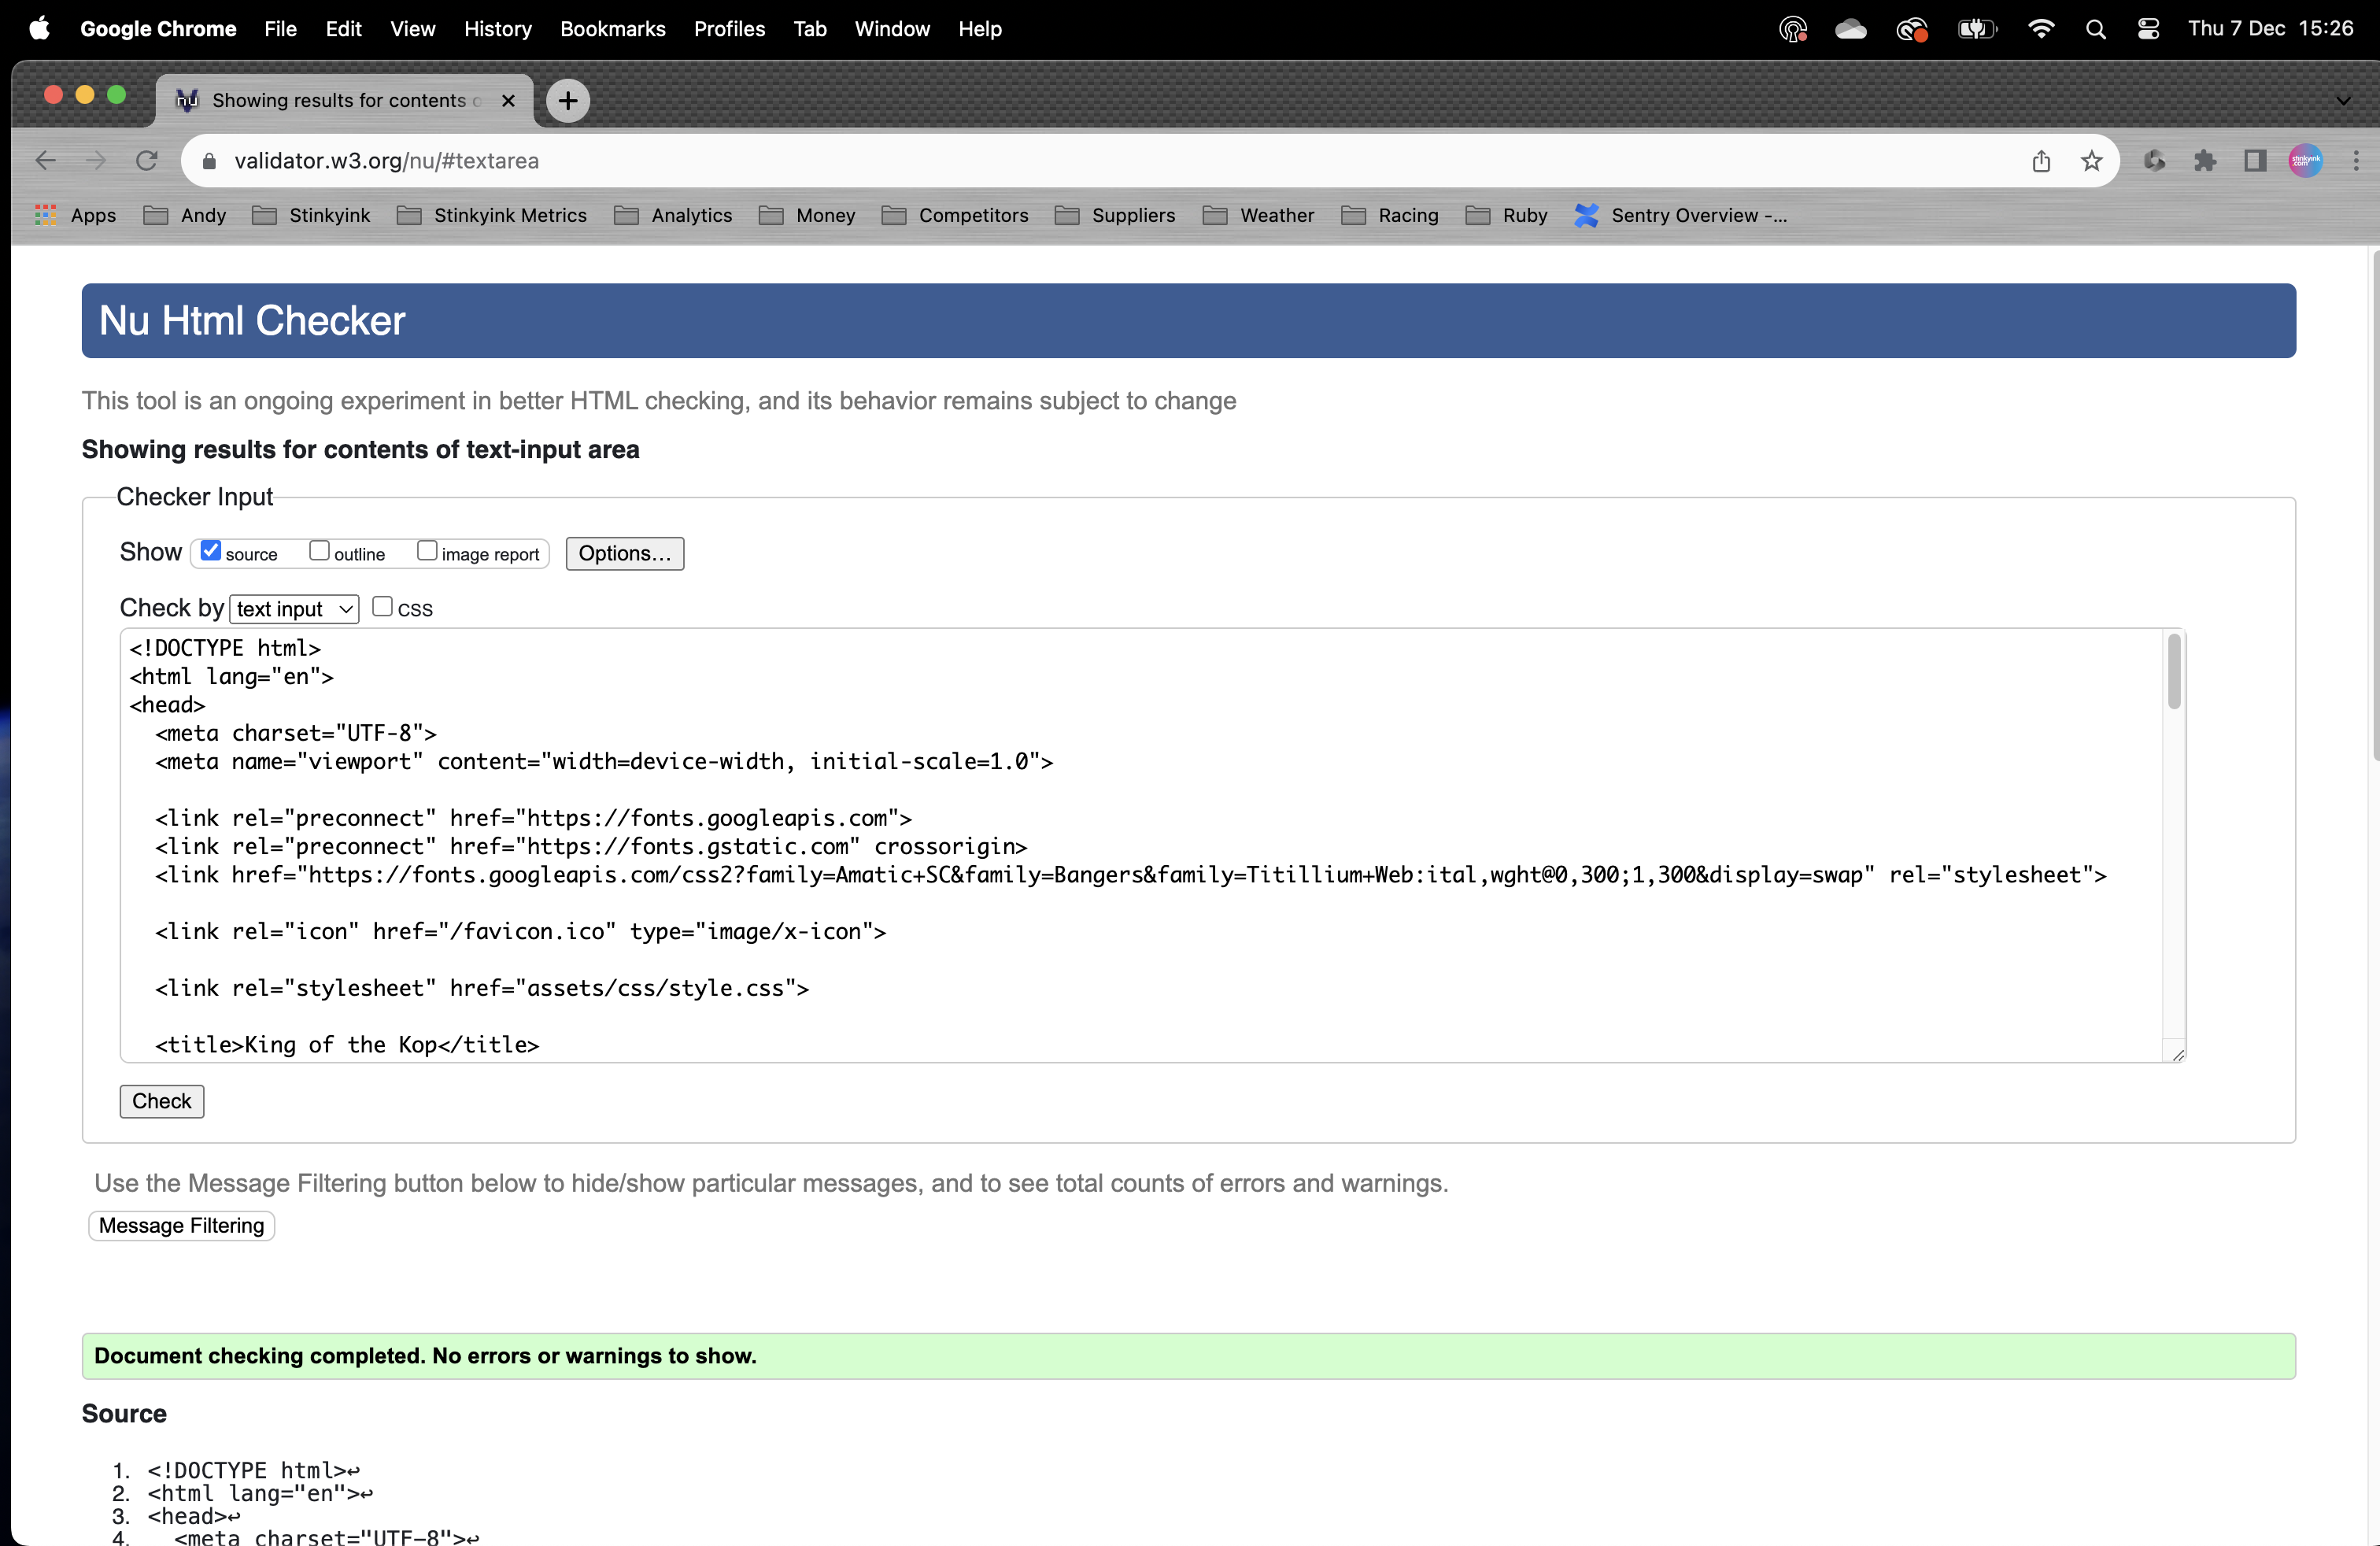 Google Chrome File Edit View History Bookmarks Profiles Tab Window Help Thu 7 Dec 15:26
nu Showing results for contents
validator.w3.org/nu/#textarea
stinkyink.com
Apps Andy Stinkyink Stinkyink Metrics Analytics Money Competitors Suppliers Weather Racing Ruby Sentry Overview -...
Nu Html Checker
This tool is an ongoing experiment in better HTML checking, and its behavior remains subject to change
Showing results for contents of text-input area
Checker Input
Show source outline image report Options...
Check by text input CSS
<!DOCTYPE html>
<html lang="en">
<head>
<meta charset="UTF-8">
<meta name="viewport" content="width=device-width, initial-scale=1.0">
<link rel="preconnect" href="https://fonts.googleapis.com">
<link rel="preconnect" href="https://fonts.gstatic.com" crossorigin>
<link href="https://fonts.googleapis.com/css2?family=Amatic+SC&family=Bangers&family=Titillium+Web:ital,wght@0,300;1,300&display=swap" rel="stylesheet">
<link rel="icon" href="/favicon.ico" type="image/x-icon">
<link rel="stylesheet" href="assets/css/style.css">
<title>King of the Kop</title>
Check
Use the Message Filtering button below to hide/show particular messages, and to see total counts of errors and warnings.
Message Filtering
Document checking completed. No errors or warnings to show.
Source
1. <!DOCTYPE html>↩
2. <html lang="en">↩
3. <head>↩
4. <meta charset="UTF-8">↩